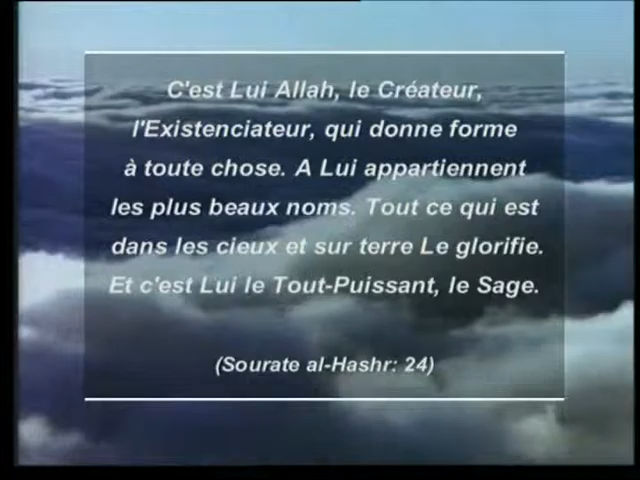 C'est Lui Allah, le Créateur,
l'Existenciateur, qui donne forme
à toute chose. A Lui appartiennent
les plus beaux noms. Tout ce qui est
dans les cieux et sur terre Le glorifie.
Et c'est Lui le Tout-Puissant, le Sage.
(Sourate al-Hashr: 24)